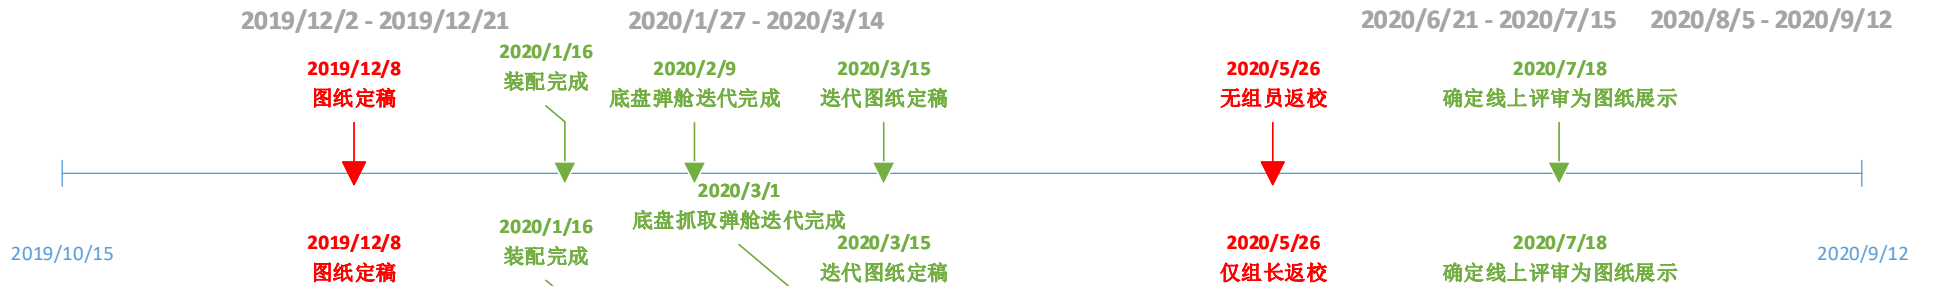 2019/12/2 - 2019/12/21
2020/1/27 - 2020/3/14
2020/6/21 - 2020/7/15
2020/8/5 - 2020/9/12
2019/12/8
图纸定稿
2020/1/16
装配完成
2020/2/9
底盘弹舱迭代完成
2020/3/15
迭代图纸定稿
2020/5/26
无组员返校
2020/7/18
确定线上评审为图纸展示
2019/10/15
2019/12/8
图纸定稿
2020/1/16
装配完成
2020/3/1
底盘抓取弹舱迭代完成
2020/3/15
迭代图纸定稿
2020/5/26
仅组长返校
2020/7/18
确定线上评审为图纸展示
2020/9/12